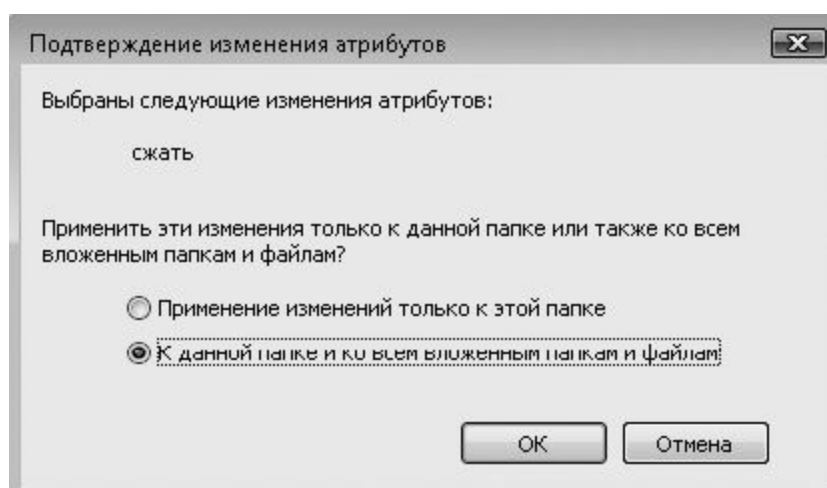 Подтверждение изменения атрибутов
Выбраны следующие изменения атрибутов:
сжать
Применить эти изменения только к данной папке или также ко всем
вложенным папкам и файлам?
Применение изменений только к этой папке
К данной папке и ко всем вложенным папкам и файлам
ОК
Отмена